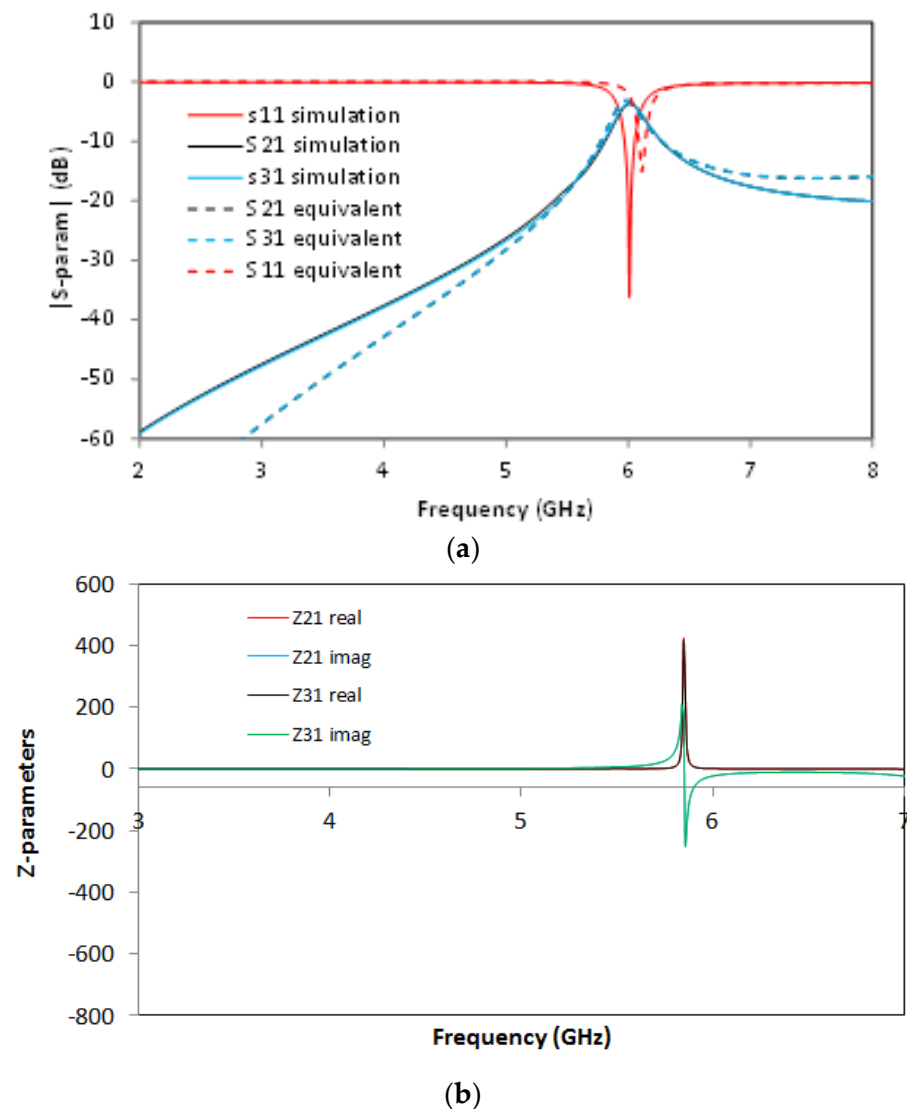 10
0
-10
-20
-30
-40
-50
-60
|S-param| (dB)
s11 simulation
S 21 simulation
s31 simulation
S 21 equivalent
S 31 equivalent
S 11 equivalent
2 3 4 5 6 7 8
Frequency (GHz)
(a)
600
400
200
0
-200
-400
-600
-800
Z-parameters
Z21 real
Z21 imag
Z31 real
Z31 imag
3 4 5 6 7
Frequency (GHz)
(b)